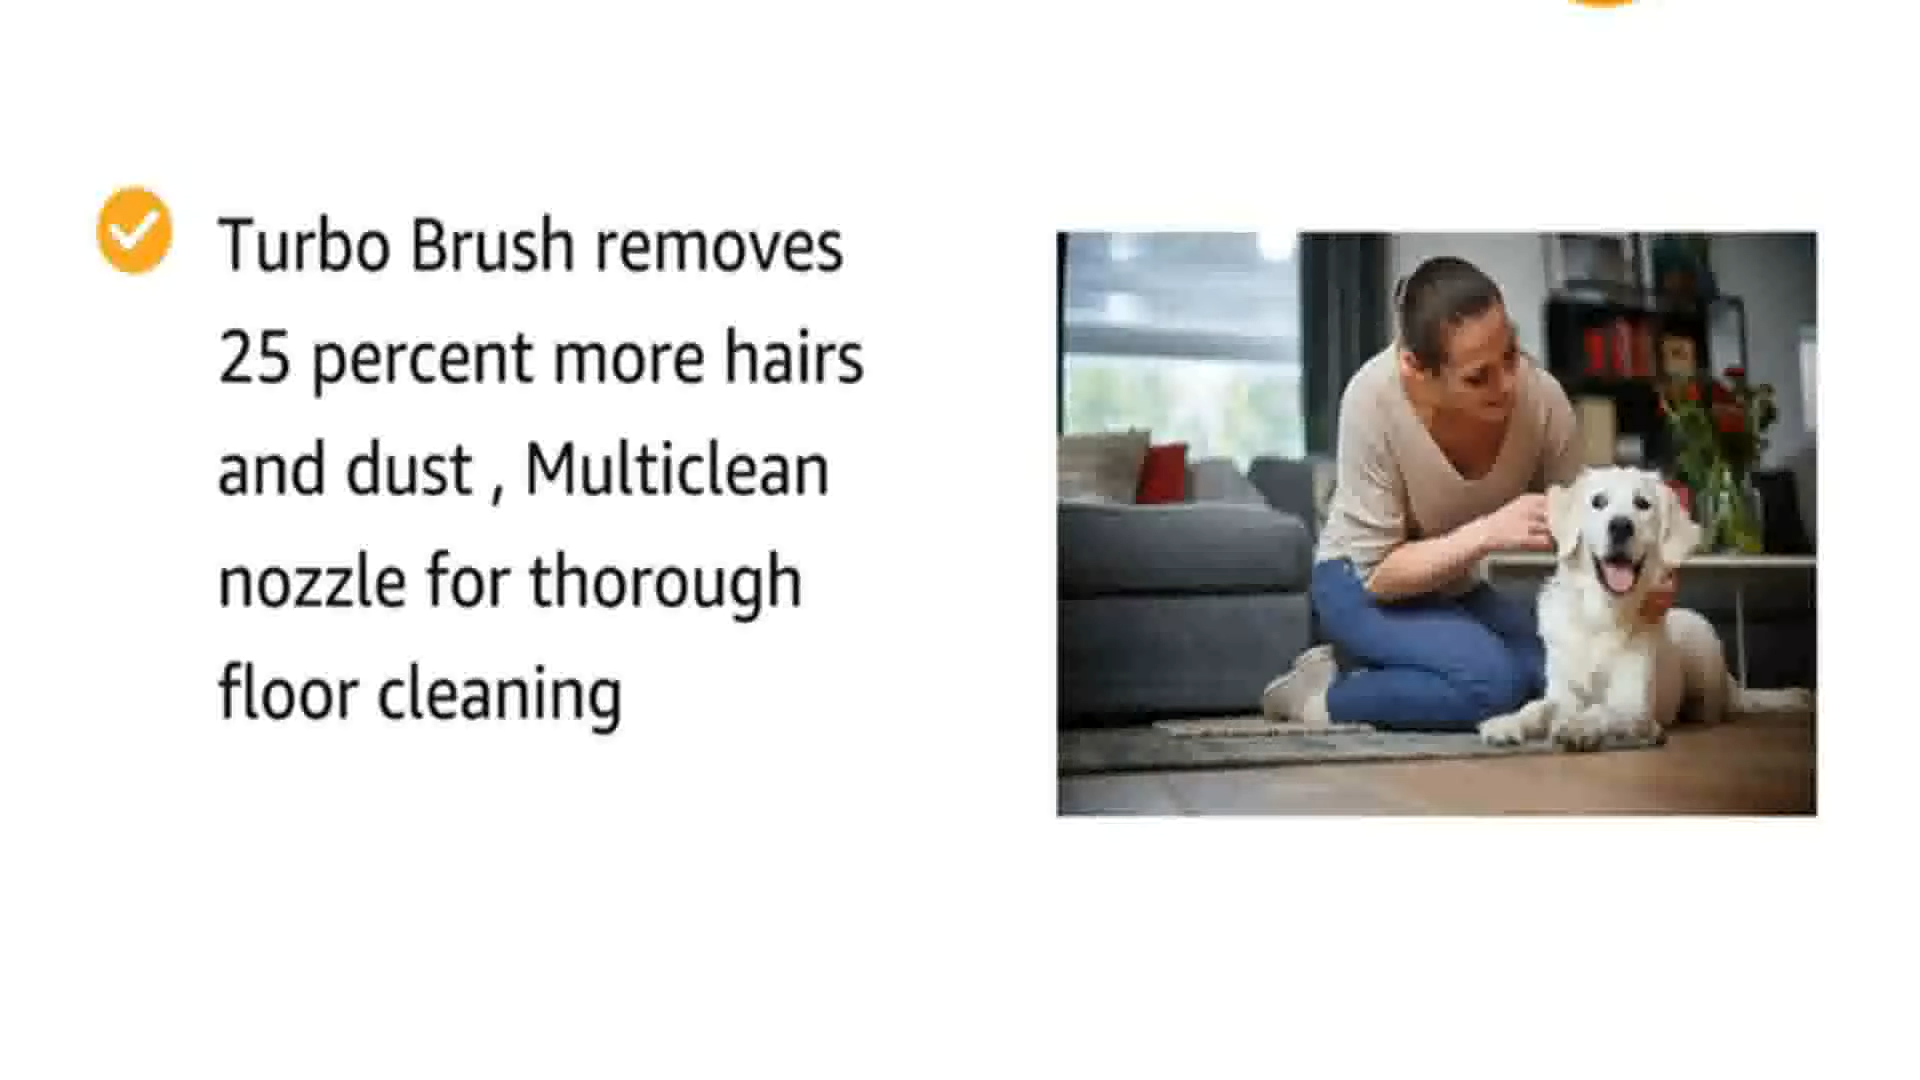 Turbo Brush removes
25 percent more hairs
and dust , Multiclean
nozzle for thorough
floor cleaning